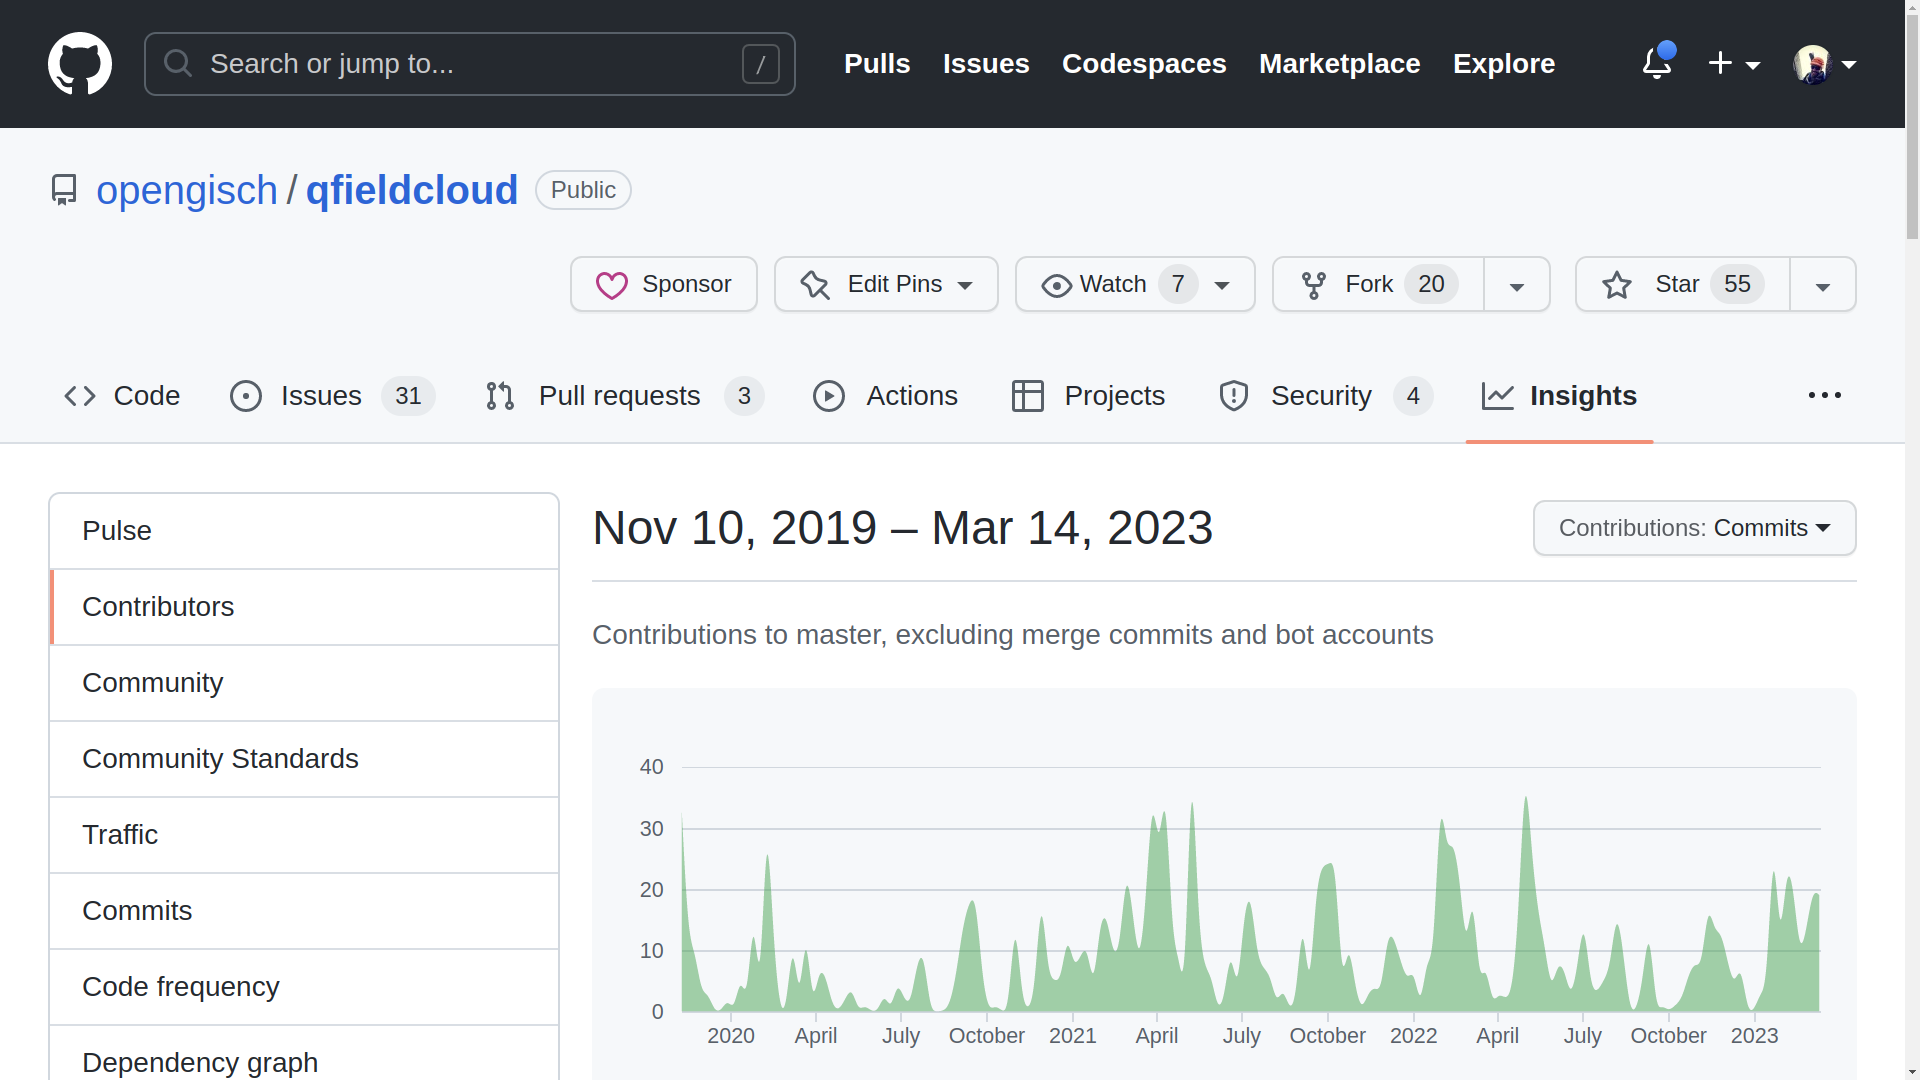 Search or jump to... /
Pulls Issues Codespaces Marketplace Explore
opengisch / qfieldcloud Public
Sponsor Edit Pins Watch 7 Fork 20 Star 55
Code Issues 31 Pull requests 3 Actions Projects Security 4 Insights
Pulse
Contributors
Community
Community Standards
Traffic
Commits
Code frequency
Dependency graph
Nov 10, 2019 – Mar 14, 2023
Contributions: Commits
Contributions to master, excluding merge commits and bot accounts
40
30
20
10
0
2020 April July October 2021 April July October 2022 April July October 2023